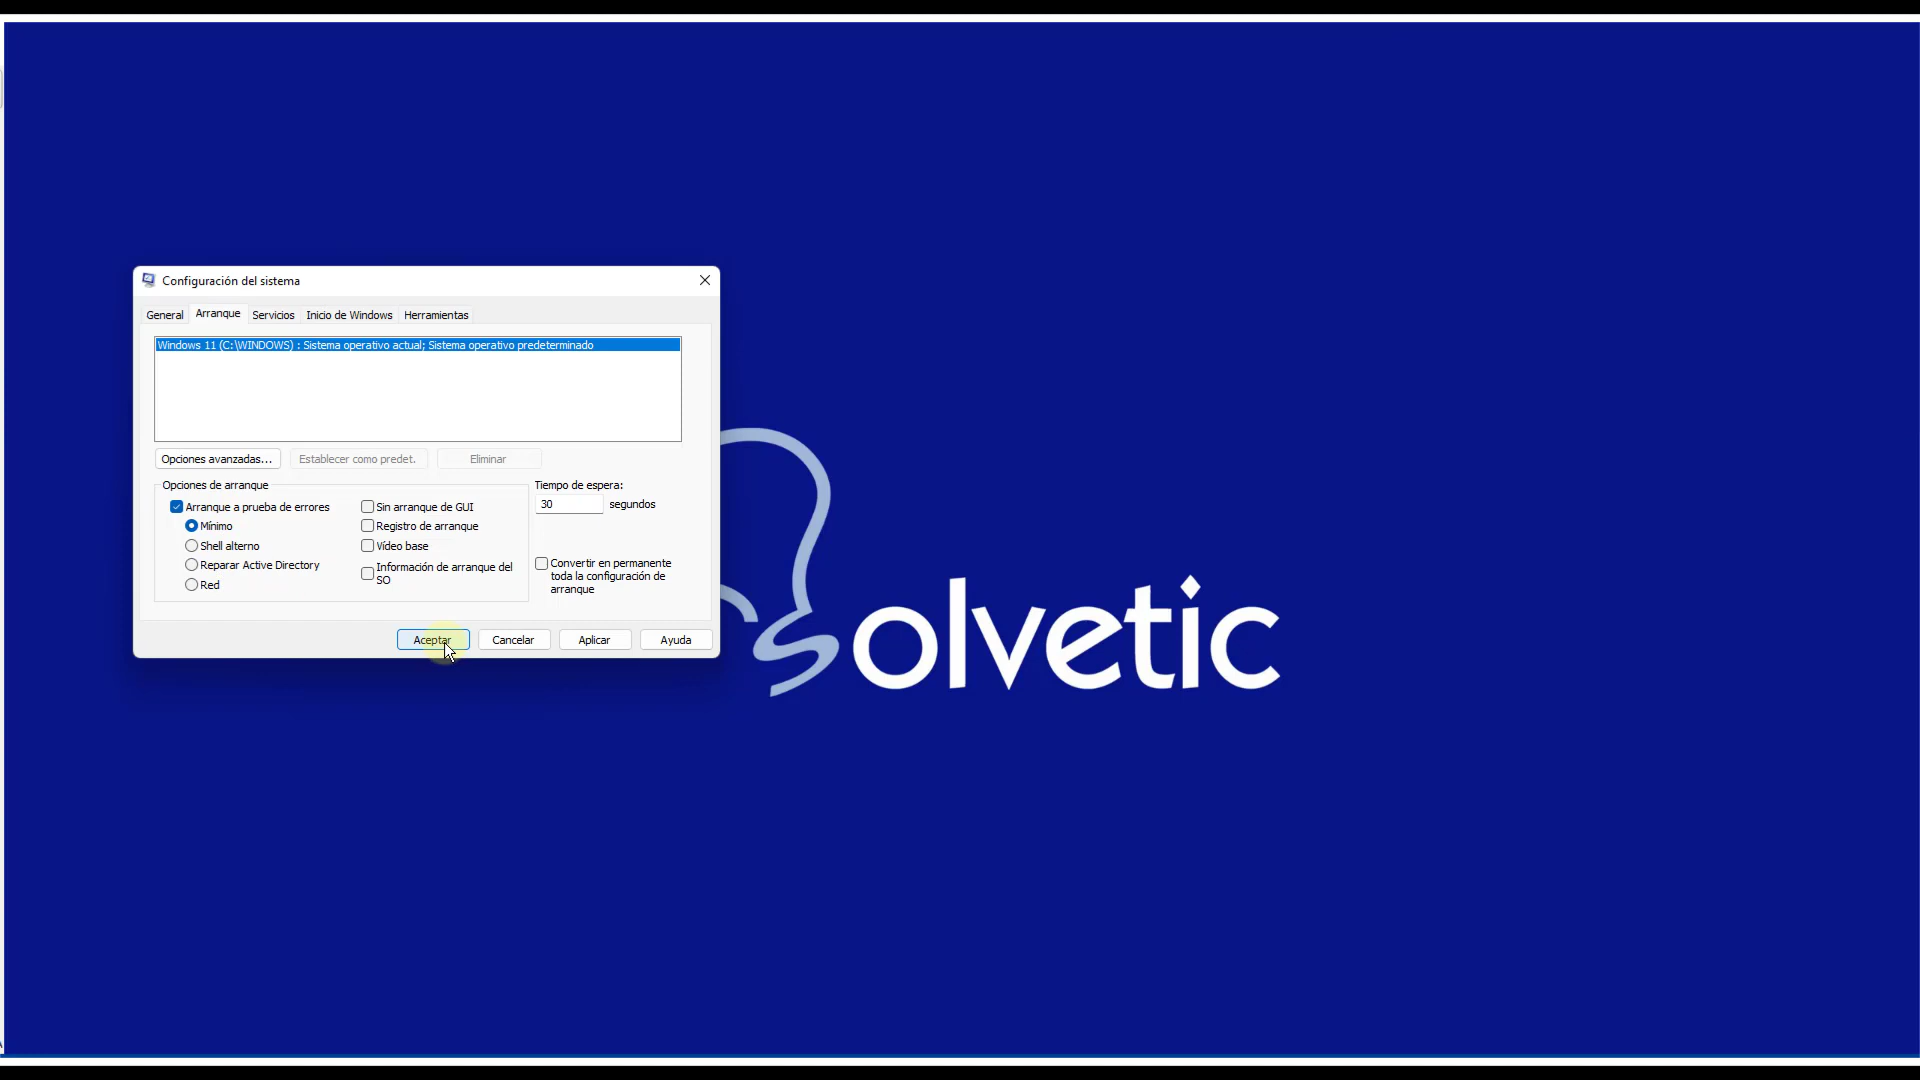 Configuración del sistema
General Arranque Servicios Inicio de Windows Herramientas
Windows 11 (C:\WINDOWS) : Sistema operativo actual; Sistema operativo predeterminado
Opciones avanzadas... Establecer como predet. Eliminar
Opciones de arranque
Arranque a prueba de errores
Mínimo
Shell alterno
Reparar Active Directory
Red
Sin arranque de GUI
Registro de arranque
Vídeo base
Información de arranque del
SO
Tiempo de espera:
30 segundos
Convertir en permanente
toda la configuración de
arranque
Aceptar Cancelar Aplicar Ayuda
Solvetic